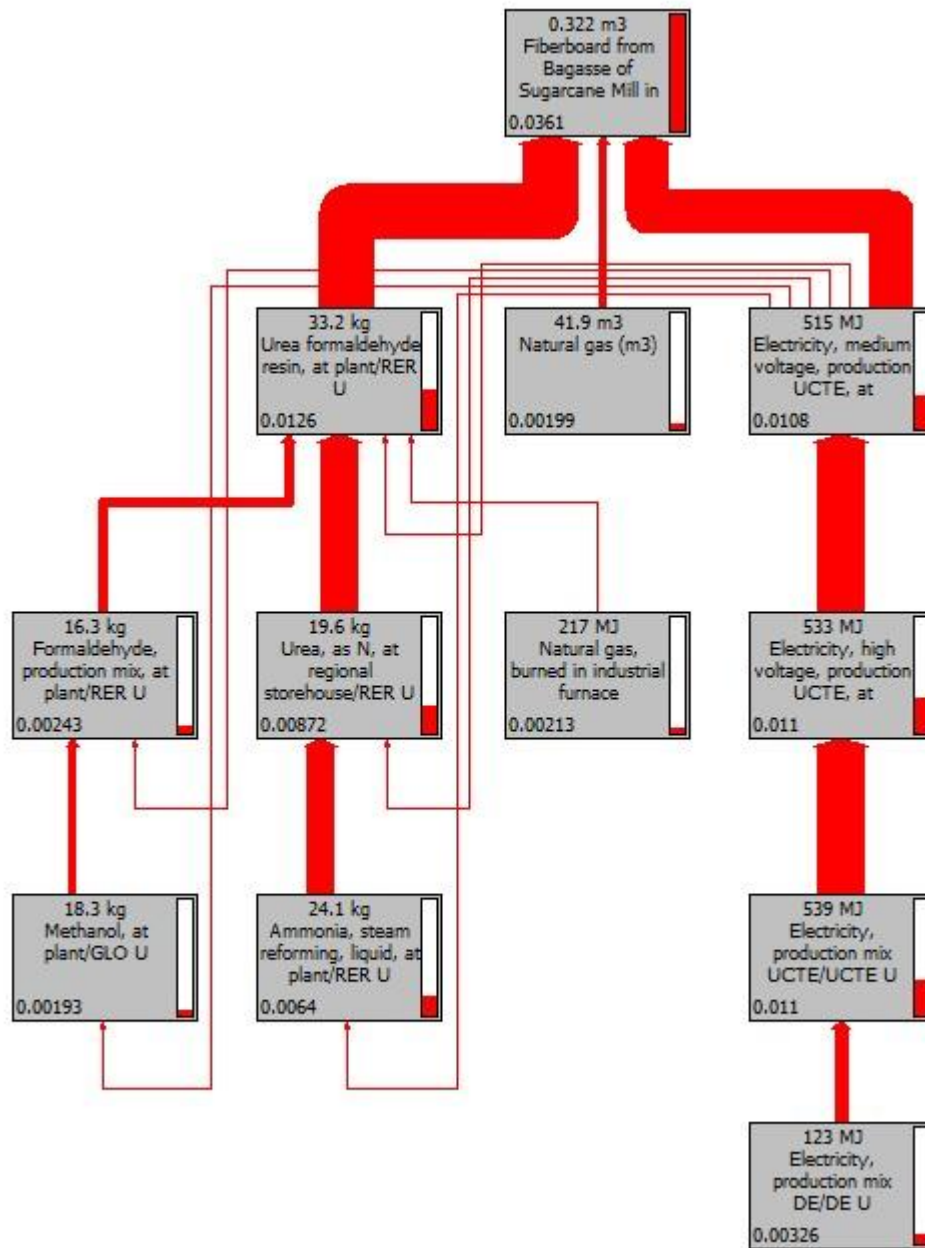 0.322 m3
Fiberboard from
Bagasse of
Sugarcane Mill in
0.0361
33.2 kg
Urea formaldehyde
resin, at plant/RER
U
0.0126
41.9 m3
Natural gas (m3)
0.00199
515 MJ
Electricity, medium
voltage, production
UCTE, at
0.0108
16.3 kg
Formaldehyde,
production mix, at
plant/RER U
0.00243
19.6 kg
Urea, as N, at
regional
storehouse/RER U
0.00872
217 MJ
Natural gas,
burned in industrial
furnace
0.00213
533 MJ
Electricity, high
voltage, production
UCTE, at
0.011
18.3 kg
Methanol, at
plant/GLO U
0.00193
24.1 kg
Ammonia, steam
reforming, liquid, at
plant/RER U
0.0064
539 MJ
Electricity,
production mix
UCTE/UCTE U
0.011
123 MJ
Electricity,
production mix
DE/DE U
0.00326